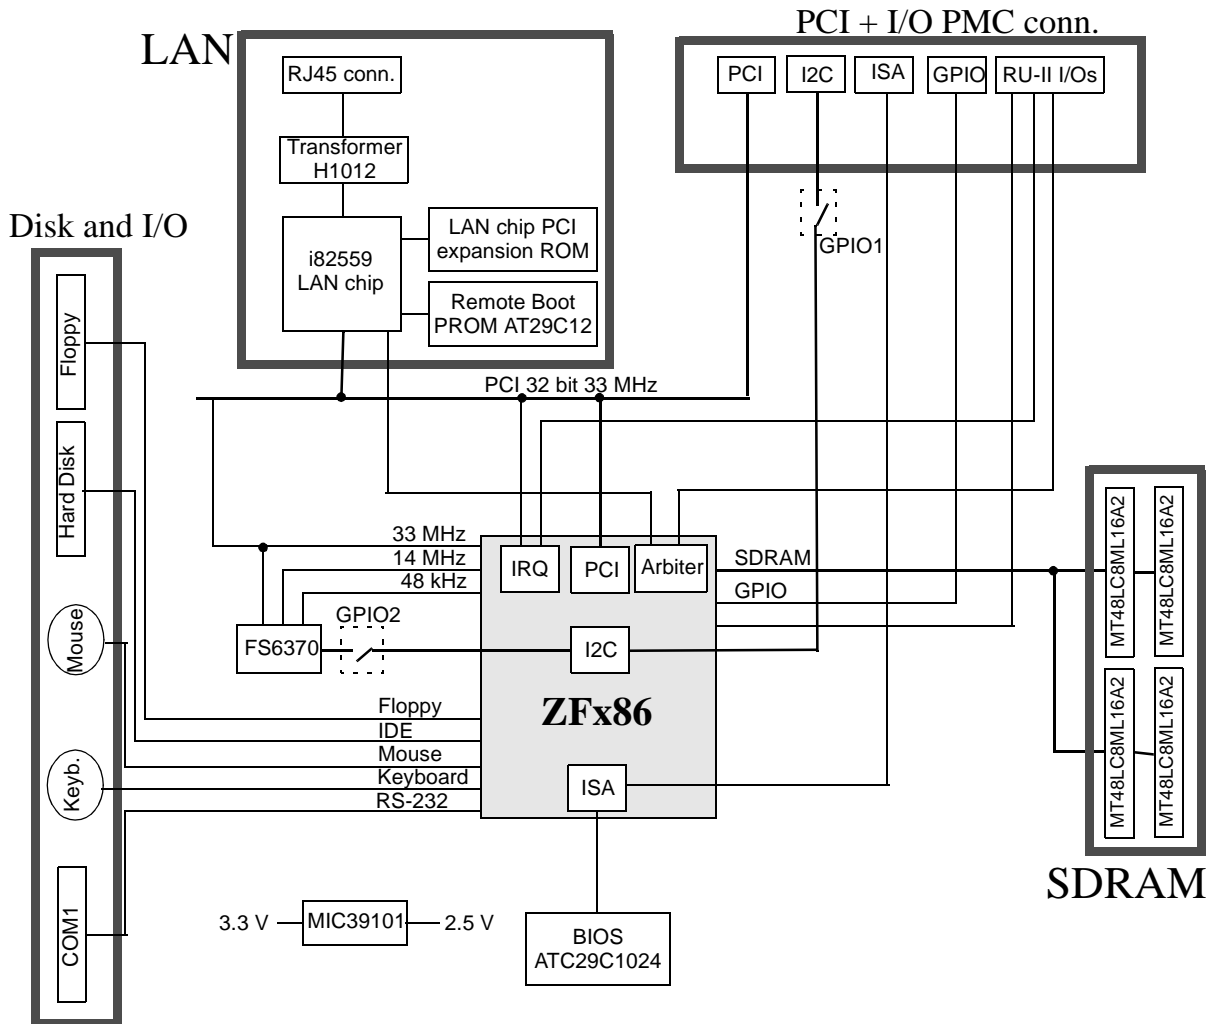 PCI + I/O PMC conn.
LAN
RJ45 conn.
PCI
I2C
ISA
GPIO
RU-II I/Os
Transformer
H1012
Disk and I/O
LAN chip PCI
expansion ROM
i82559
LAN chip
Remote Boot
PROM AT29C12
GPIO1
Floppy
PCI 32 bit 33 MHz
Hard Disk
33 MHz
14 MHz
48 kHz
IRQ
PCI
Arbiter
SDRAM
GPIO
MT48LC8ML16A2
MT48LC8ML16A2
GPIO2
Mouse
FS6370
I2C
ZFx86
Floppy
IDE
Mouse
Keyboard
RS-232
Keyb.
ISA
MT48LC8ML16A2
MT48LC8ML16A2
SDRAM
COM1
3.3 V
MIC39101
2.5 V
BIOS
ATC29C1024